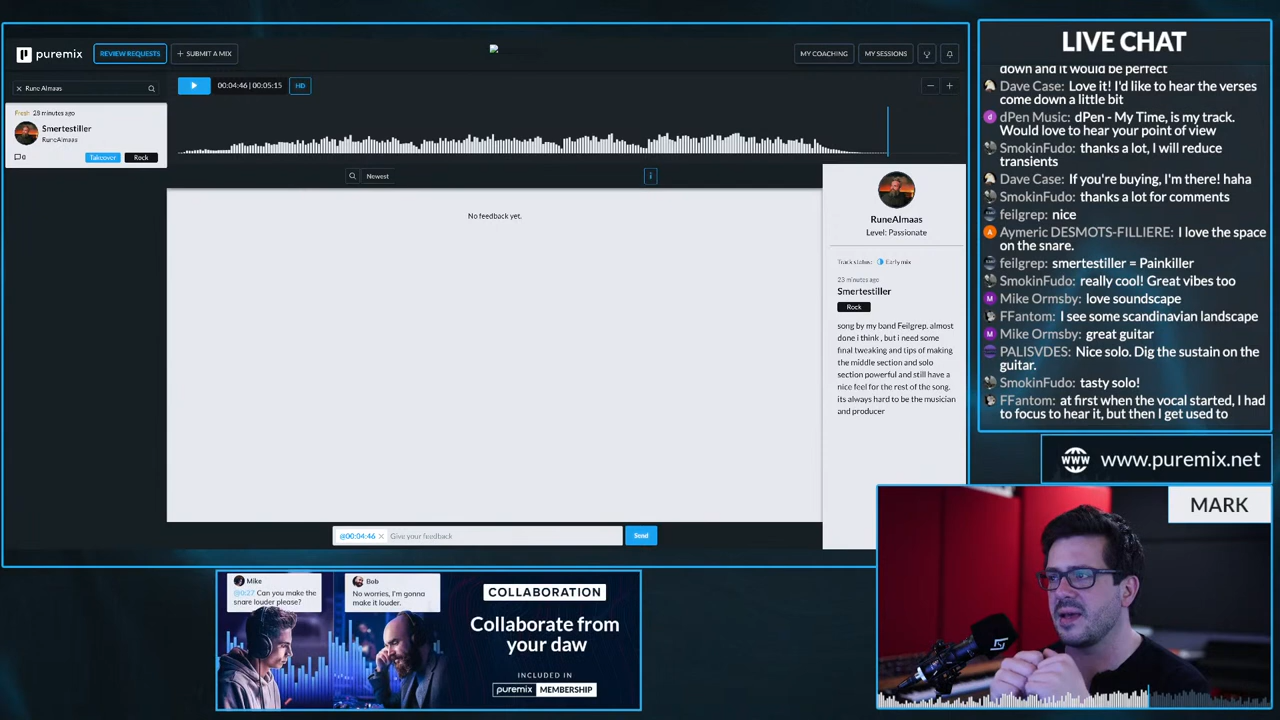 puremix
REVIEW REQUESTS
+ SUBMIT A MIX
MY COACHING
MY SESSIONS
Rune Almaas
00:04:46 | 00:05:15
HD
Fresh 28 minutes ago
Smertestiller
RuneAlmaas
0
Takeover
Rock
Newest
i
No feedback yet.
RuneAlmaas
Level: Passionate
Track status: Early mix
23 minutes ago
Smertestiller
Rock
song by my band Feilgrep. almost
done i think , but i need some
final tweaking and tips of making
the middle section and solo
section powerful and still have a
nice feel for the rest of the song.
its always hard to be the musician
and producer
@00:04:46 ×
Give your feedback
Send
LIVE CHAT
down and it would be perfect
Dave Case: Love it! I'd like to hear the verses
come down a little bit
dPen Music: dPen - My Time, is my track.
Would love to hear your point of view
SmokinFudo: thanks a lot, I will reduce
transients
Dave Case: If you're buying, I'm there! haha
SmokinFudo: thanks a lot for comments
feilgrep: nice
Aymeric DESMOTS-FILLIERE: I love the space
on the snare.
feilgrep: smertestiller = Painkiller
SmokinFudo: really cool! Great vibes too
Mike Ormsby: love soundscape
FFantom: I see some scandinavian landscape
Mike Ormsby: great guitar
PALISVDES: Nice solo. Dig the sustain on the
guitar.
SmokinFudo: tasty solo!
FFantom: at first when the vocal started, I had
to focus to hear it, but then I get used to
www.puremix.net
MARK
Mike
@0:27 Can you make the
snare louder please?
Bob
No worries, I'm gonna
make it louder.
COLLABORATION
Collaborate from
your daw
INCLUDED IN
puremix MEMBERSHIP